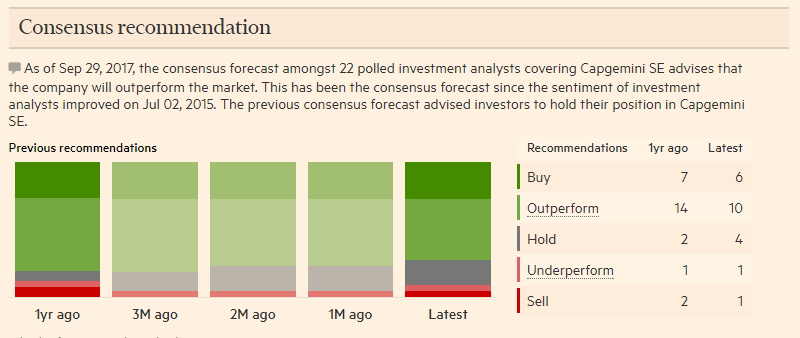 Consensus recommendation
As of Sep 29, 2017, the consensus forecast amongst 22 polled investment analysts covering Capgemini SE advises that
the company will outperform the market. This has been the consensus forecast since the sentiment of investment
analysts improved on Jul 02, 2015. The previous consensus forecast advised investors to hold their position in Capgemini
SE.
Previous recommendations
1yr ago 3M ago 2M ago 1M ago Latest
Recommendations 1yr ago Latest
Buy 7 6
Outperform 14 10
Hold 2 4
Underperform 1 1
Sell 2 1